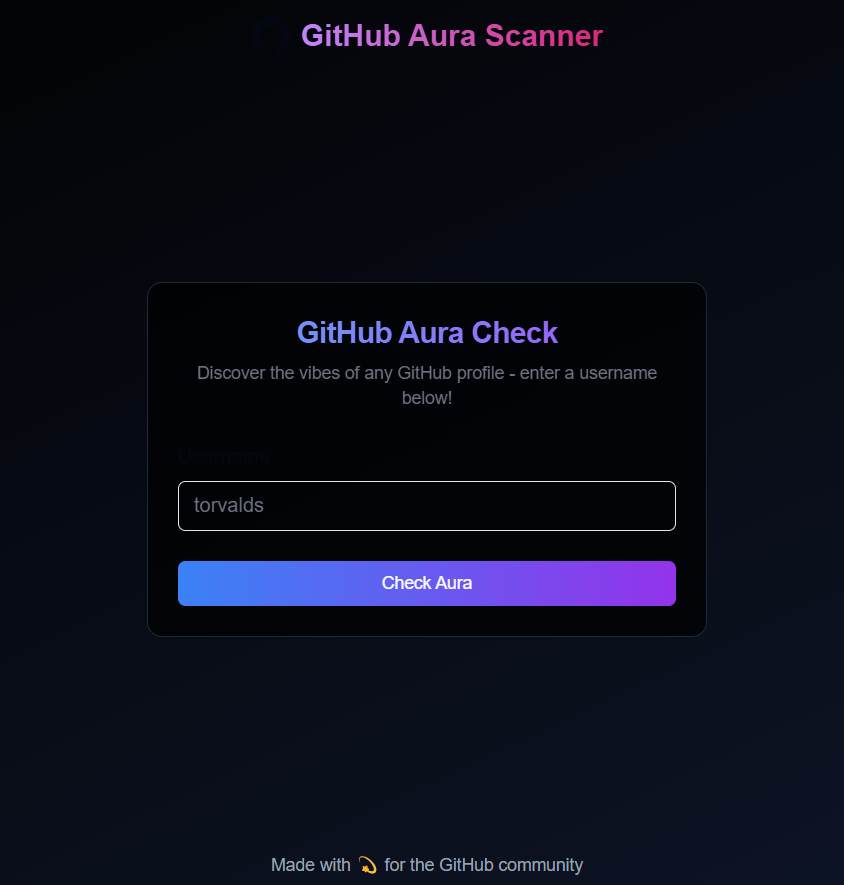 GitHub Aura Scanner
GitHub Aura Check
Discover the vibes of any GitHub profile - enter a username
below!
Username
torvalds
Check Aura
Made with 💫 for the GitHub community